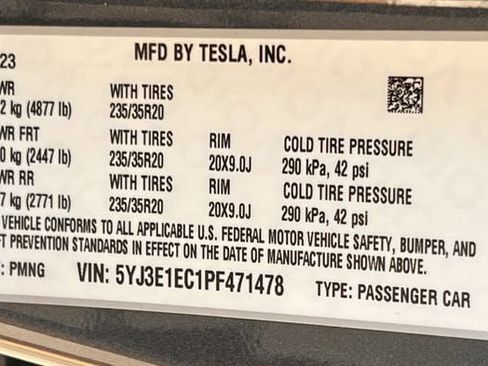 23 MFD BY TESLA, INC.
WR WITH TIRES
2 kg (4877 lb) 235/35R20
WR FRT WITH TIRES RIM COLD TIRE PRESSURE
0 kg (2447 lb) 235/35R20 20X9.0J 290 kPa, 42 psi
WR RR WITH TIRES RIM COLD TIRE PRESSURE
7 kg (2771 lb) 235/35R20 20X9.0J 290 kPa, 42 psi
VEHICLE CONFORMS TO ALL APPLICABLE U.S. FEDERAL MOTOR VEHICLE SAFETY, BUMPER, AND
FT PREVENTION STANDARDS IN EFFECT ON THE DATE OF MANUFACTURE SHOWN ABOVE.
: PMNG VIN: 5YJ3E1EC1PF471478 TYPE: PASSENGER CAR